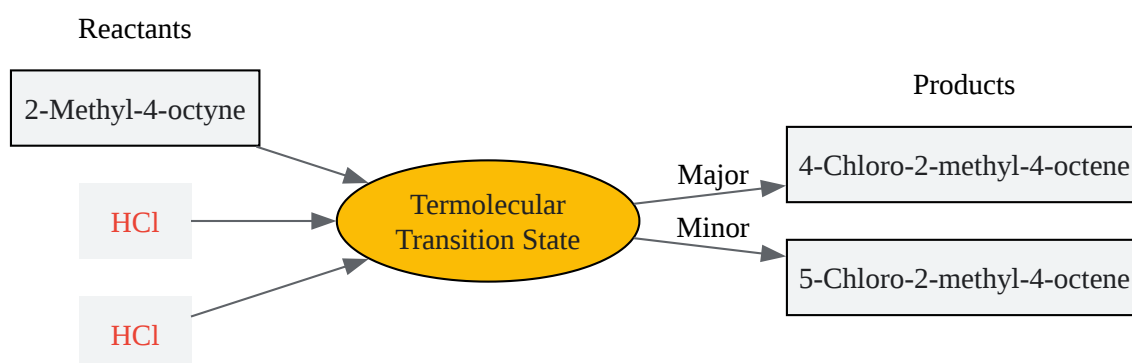 Reactants
2-Methyl-4-octyne
HCl
HCl
Termolecular
Transition State
Major
Minor
Products
4-Chloro-2-methyl-4-octene
5-Chloro-2-methyl-4-octene